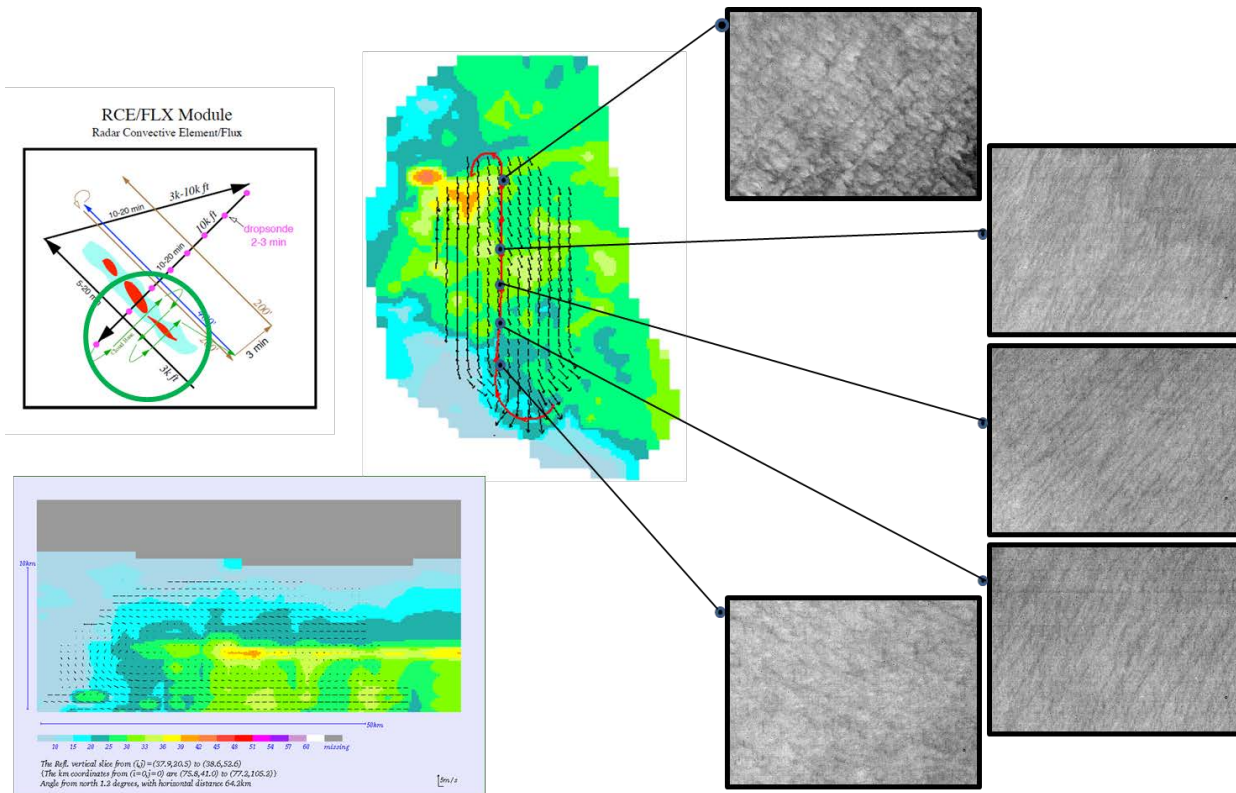 RCE/FLX Module
Radar Convective Element/Flux
10-20 min
3k-10k ft
10k ft
dropsonde
2-3 min
10-20 min
5-20 min
200'
3 min
3k ft
10km
50km
10 15 20 25 30 33 36 39 42 45 48 51 54 57 60 missing
The Refl. vertical slice from (i,j) = (37.9,20.5) to (38.6,52.6)
(The km coordinates from (i=0,j=0) are (75.8,41.0) to (77.2,105.2))
Angle from north 1.2 degrees, with horizontal distance 64.2km
5m/s